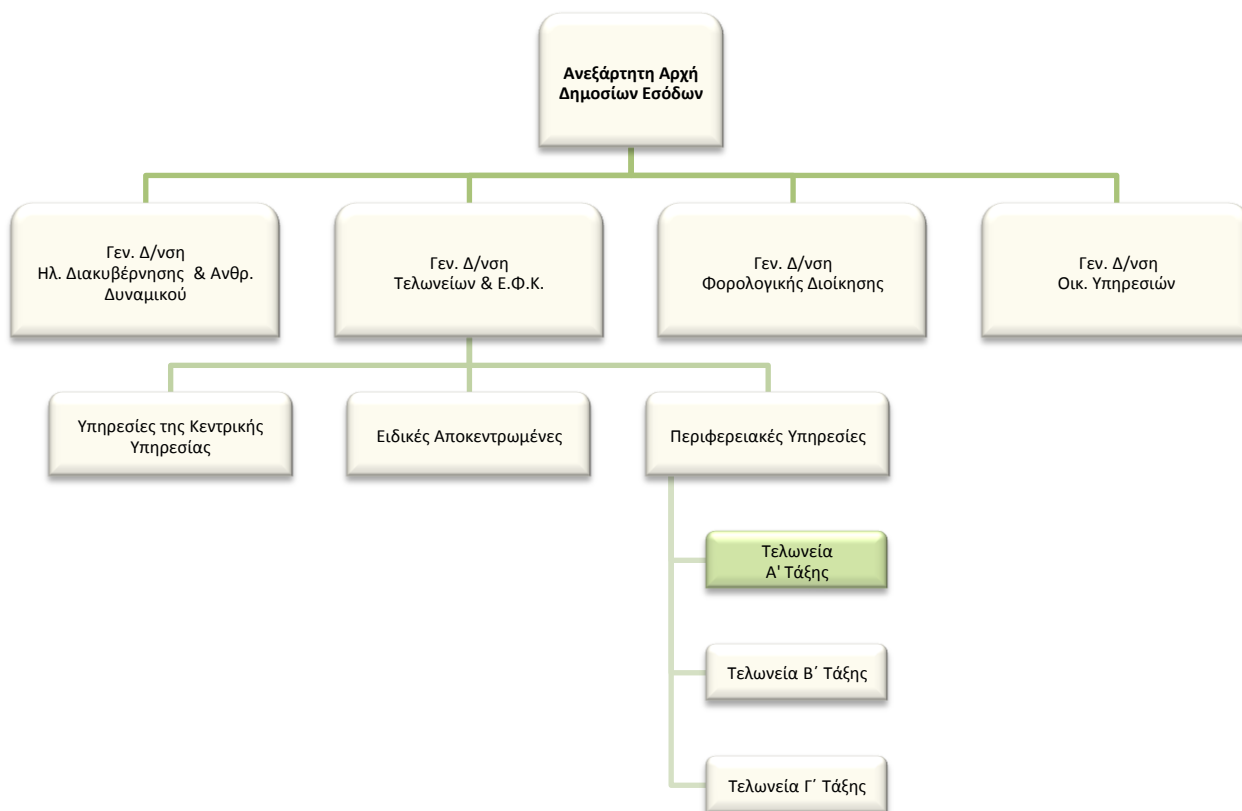 Ανεξάρτητη Αρχή
Δημοσίων Εσόδων
Γεν. Δ/νση
Ηλ. Διακυβέρνησης & Ανθρ.
Δυναμικού
Γεν. Δ/νση
Τελωνείων & Ε.Φ.Κ.
Γεν. Δ/νση
Φορολογικής Διοίκησης
Γεν. Δ/νση
Οικ. Υπηρεσιών
Υπηρεσίες της Κεντρικής
Υπηρεσίας
Ειδικές Αποκεντρωμένες
Περιφερειακές Υπηρεσίες
Τελωνεία
Α' Τάξης
Τελωνεία Β΄ Τάξης
Τελωνεία Γ΄ Τάξης